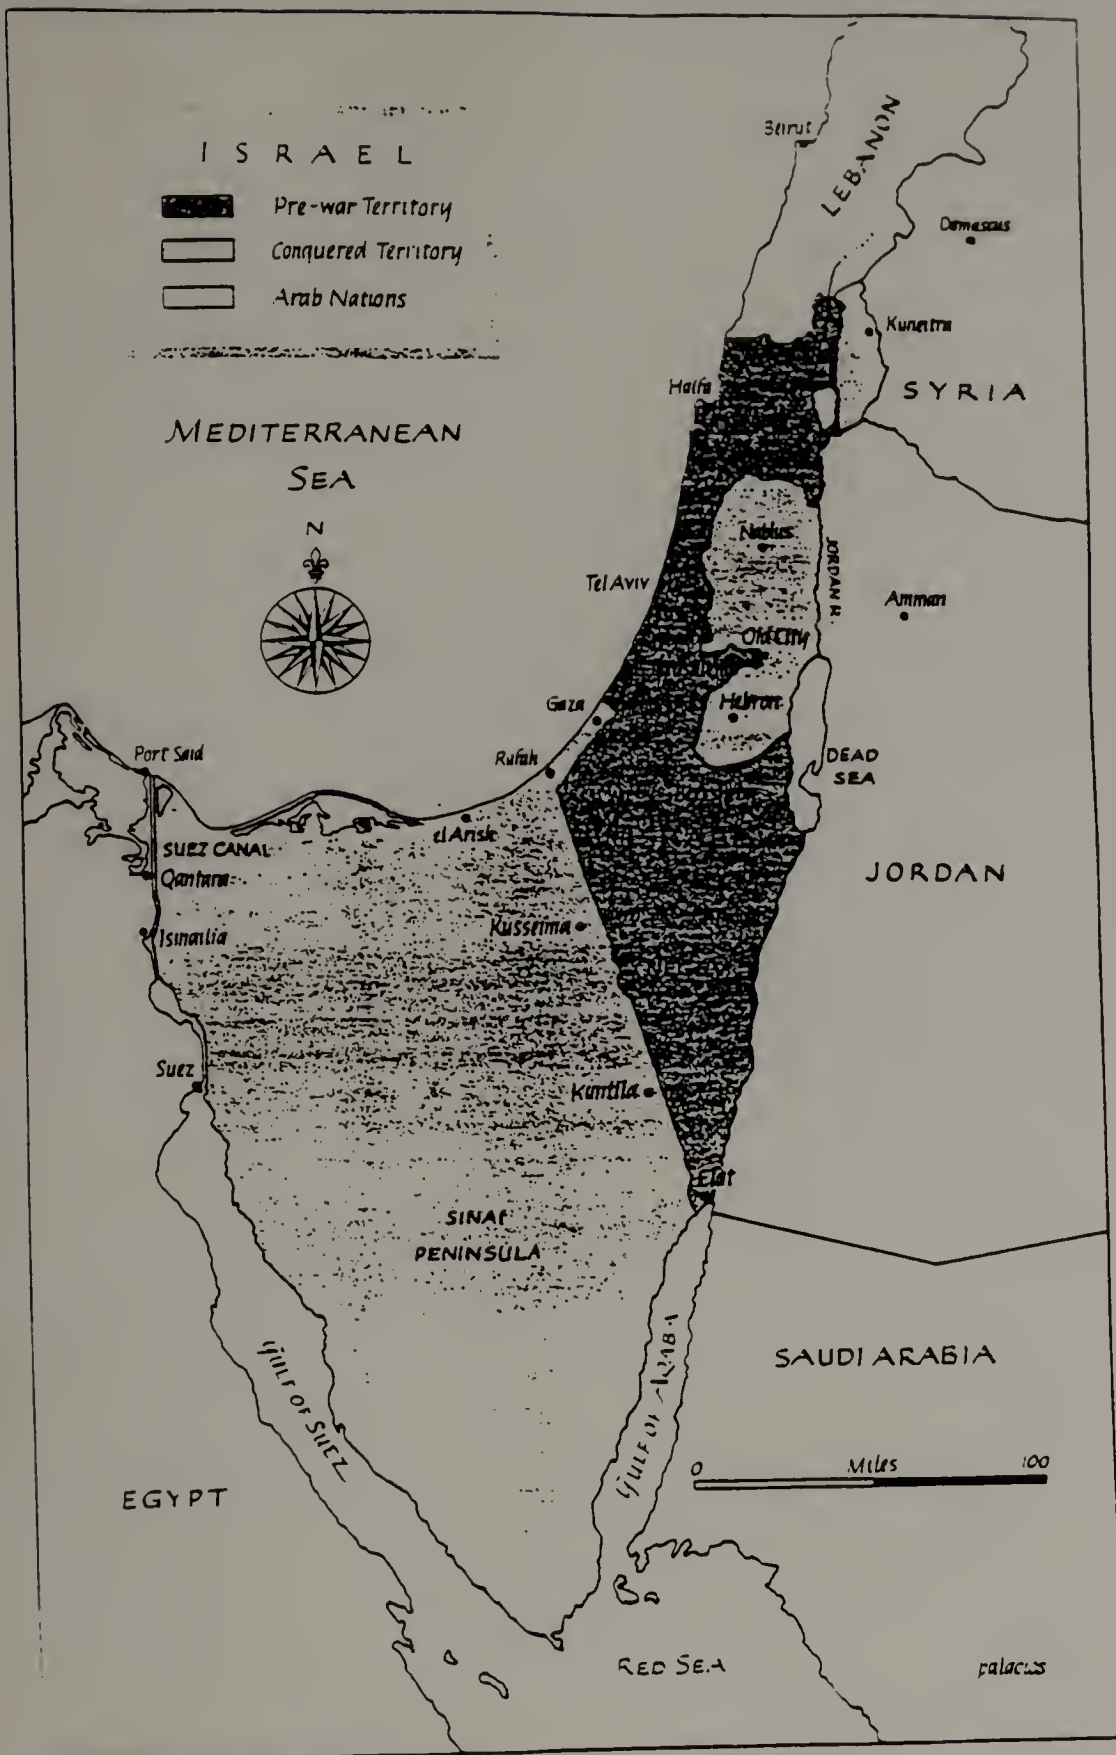 ISRAEL
Pre-war Territory
Conquered Territory
Arab Nations
MEDITERRANEAN
SEA
N
Beirut
LEBANON
Damascus
Kuneitra
SYRIA
Haifa
Nablus
JORDAN R.
Tel Aviv
Amman
Old City
Jerusalem
Gaza
Hebron
Rufah
DEAD
SEA
Port Said
el Arish
SUEZ CANAL
Qantara
JORDAN
Kusseima
Ismailia
Suez
Kuntila
Elat
SINAI
PENINSULA
GULF OF SUEZ
GULF OF AQABA
SAUDI ARABIA
0 Miles 100
EGYPT
RED SEA
palacios